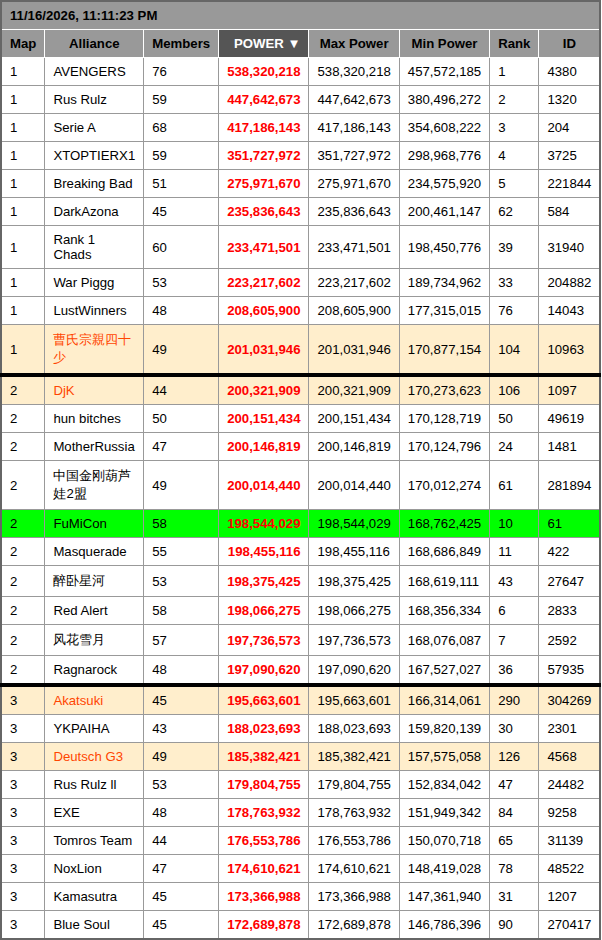 11/16/2026, 11:11:23 PM
Map Alliance Members POWER ▼ Max Power Min Power Rank ID
1 AVENGERS 76 538,320,218 538,320,218 457,572,185 1 4380
1 Rus Rulz 59 447,642,673 447,642,673 380,496,272 2 1320
1 Serie A 68 417,186,143 417,186,143 354,608,222 3 204
1 XTOPTIERX1 59 351,727,972 351,727,972 298,968,776 4 3725
1 Breaking Bad 51 275,971,670 275,971,670 234,575,920 5 221844
1 DarkAzona 45 235,836,643 235,836,643 200,461,147 62 584
1 Rank 1
Chads 60 233,471,501 233,471,501 198,450,776 39 31940
1 War Piggg 53 223,217,602 223,217,602 189,734,962 33 204882
1 LustWinners 48 208,605,900 208,605,900 177,315,015 76 14043
1 曹氏宗親四十
少 49 201,031,946 201,031,946 170,877,154 104 10963
2 DjK 44 200,321,909 200,321,909 170,273,623 106 1097
2 hun bitches 50 200,151,434 200,151,434 170,128,719 50 49619
2 MotherRussia 47 200,146,819 200,146,819 170,124,796 24 1481
2 中国金刚葫芦
娃2盟 49 200,014,440 200,014,440 170,012,274 61 281894
2 FuMiCon 58 198,544,029 198,544,029 168,762,425 10 61
2 Masquerade 55 198,455,116 198,455,116 168,686,849 11 422
2 醉卧星河 53 198,375,425 198,375,425 168,619,111 43 27647
2 Red Alert 58 198,066,275 198,066,275 168,356,334 6 2833
2 风花雪月 57 197,736,573 197,736,573 168,076,087 7 2592
2 Ragnarock 48 197,090,620 197,090,620 167,527,027 36 57935
3 Akatsuki 45 195,663,601 195,663,601 166,314,061 290 304269
3 YKPAIHA 43 188,023,693 188,023,693 159,820,139 30 2301
3 Deutsch G3 49 185,382,421 185,382,421 157,575,058 126 4568
3 Rus Rulz ll 53 179,804,755 179,804,755 152,834,042 47 24482
3 EXE 48 178,763,932 178,763,932 151,949,342 84 9258
3 Tomros Team 44 176,553,786 176,553,786 150,070,718 65 31139
3 NoxLion 47 174,610,621 174,610,621 148,419,028 78 48522
3 Kamasutra 45 173,366,988 173,366,988 147,361,940 31 1207
3 Blue Soul 45 172,689,878 172,689,878 146,786,396 90 270417